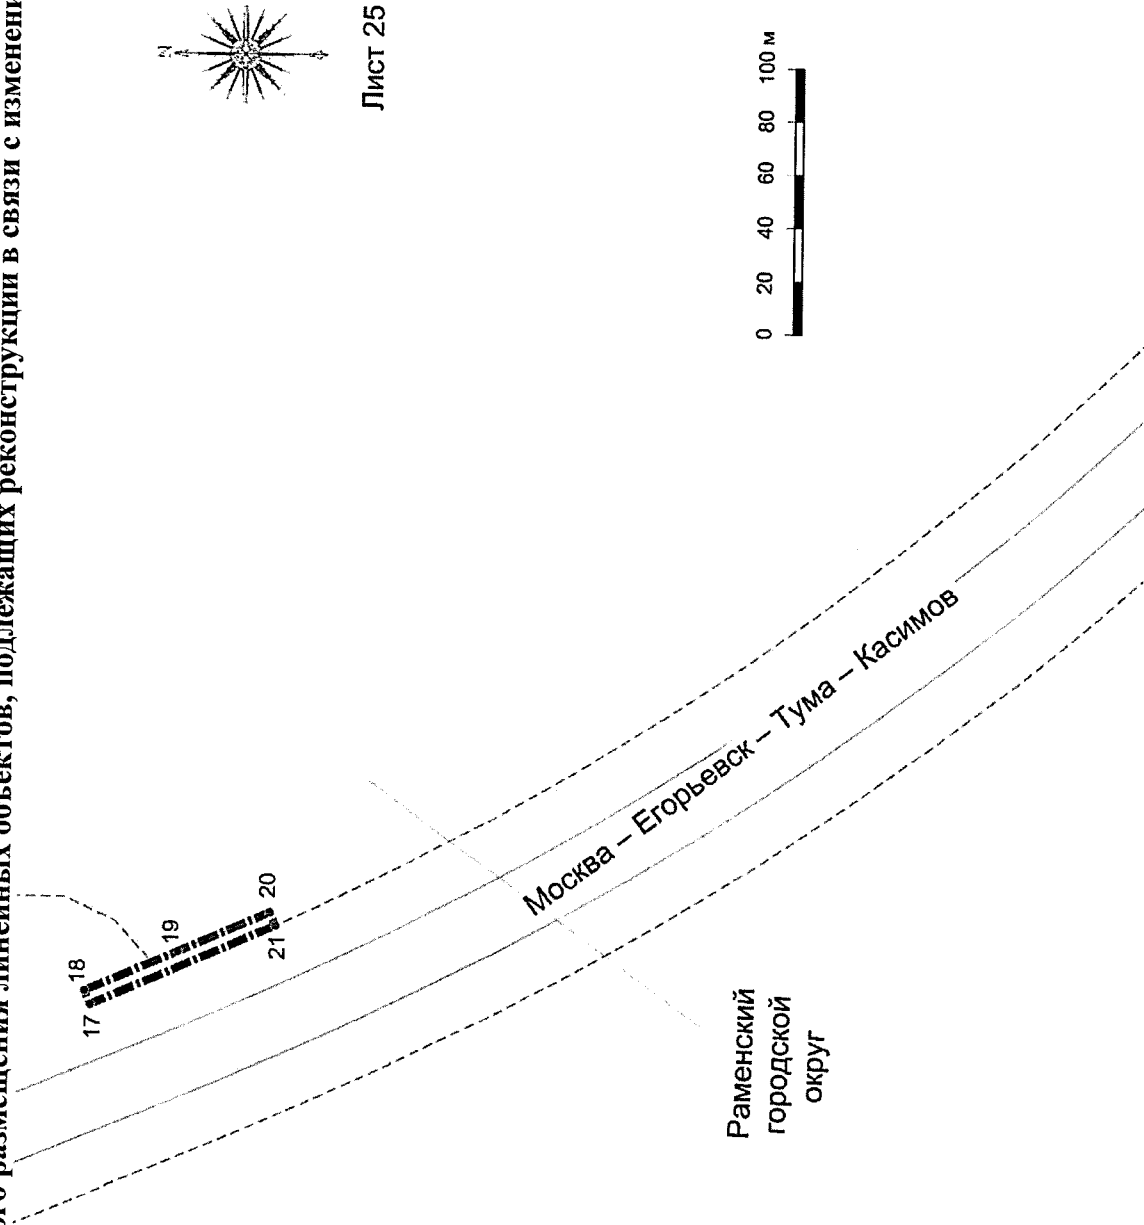 ого размещения линейных объектов, подлежащих реконструкции в связи с изменени
Лист 25
0 20 40 60 80 100 м
18
17
19
20
21
Москва – Егорьевск – Тума – Касимов
Раменский
городской
округ